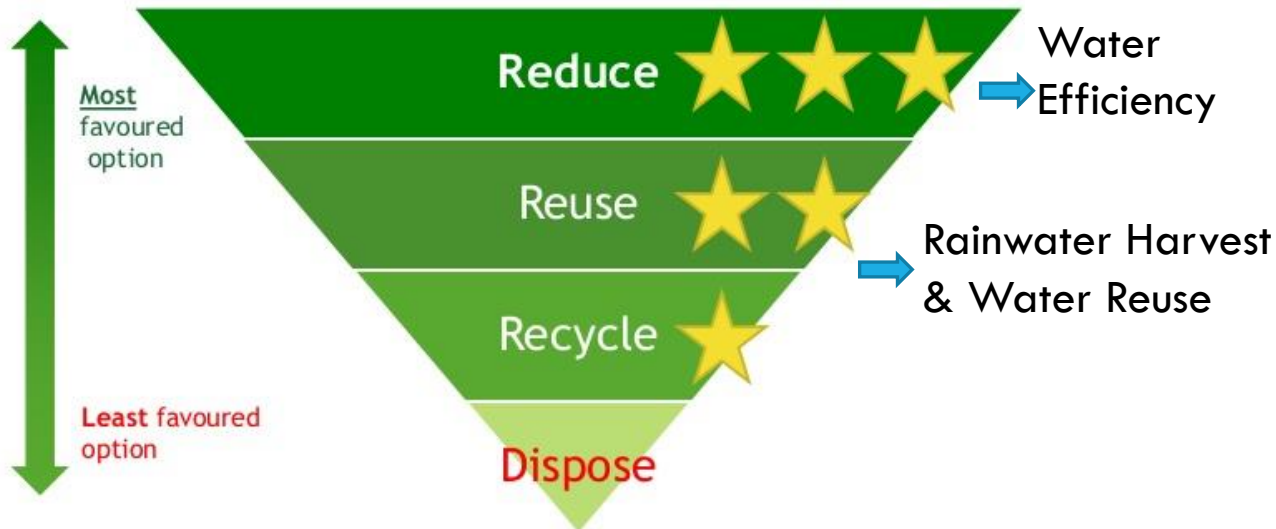 Most
favoured
option
Reduce
Water
Efficiency
Reuse
Rainwater Harvest
& Water Reuse
Recycle
Least favoured
option
Dispose